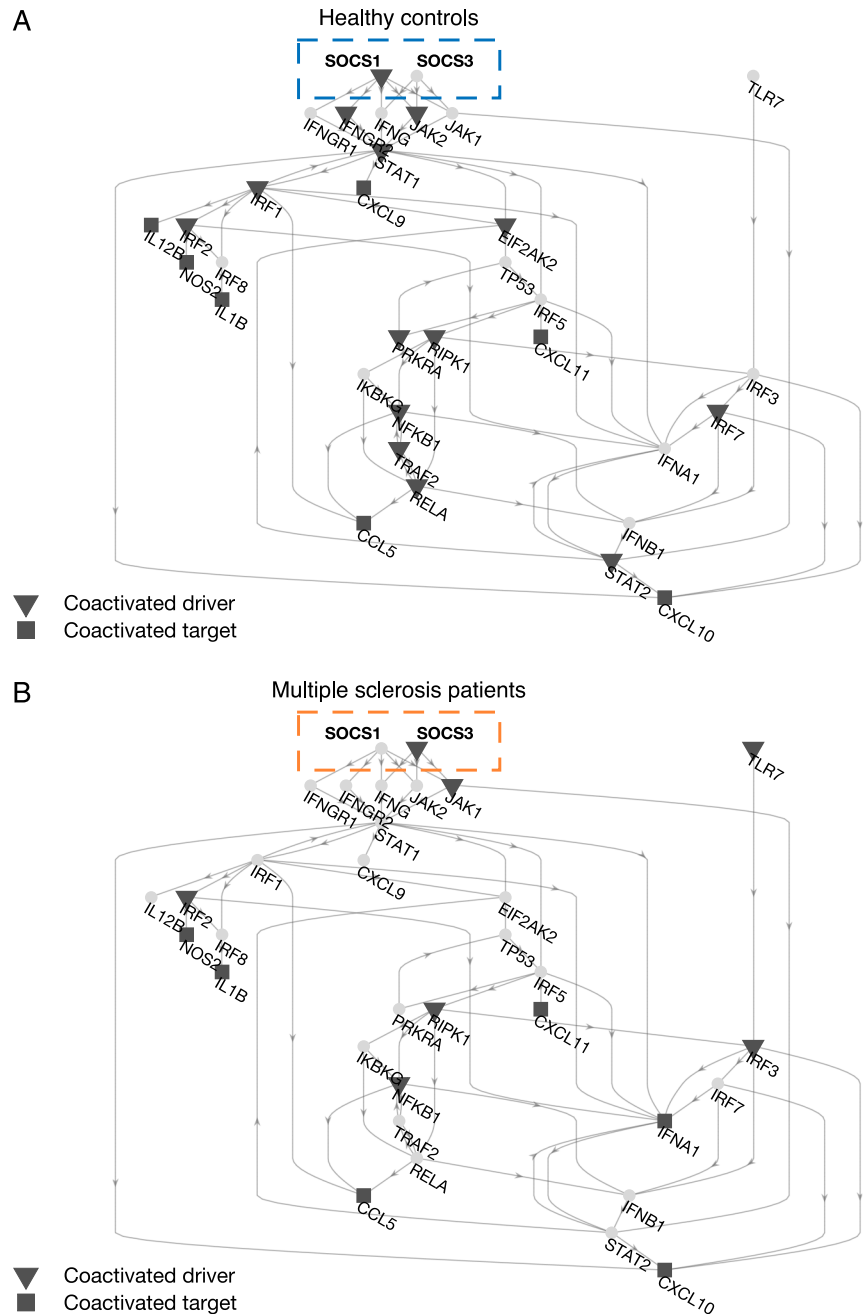 A
Healthy controls
SOCS1 SOCS3
TLR7
IFNGR1 IFNGR2 IFNG JAK2 JAK1
STAT1
IRF1 CXCL9
IL12B IRF2 EIF2AK2
NOS2 IRF8 TP53
IL1B IRF5
PRKRA RIPK1 CXCL11
IKBKG IRF3
NFKB1 IRF7
TRAF2 IFNA1
RELA
CCL5 IFNB1
STAT2
CXCL10
Coactivated driver
Coactivated target
B
Multiple sclerosis patients
SOCS1 SOCS3
TLR7
IFNGR1 IFNGR2 IFNG JAK2 JAK1
STAT1
IRF1 CXCL9
IL12B IRF2 EIF2AK2
NOS2 IRF8 TP53
IL1B IRF5
PRKRA RIPK1 CXCL11
IKBKG IRF3
NFKB1 IRF7
TRAF2 IFNA1
RELA
CCL5 IFNB1
STAT2
CXCL10
Coactivated driver
Coactivated target